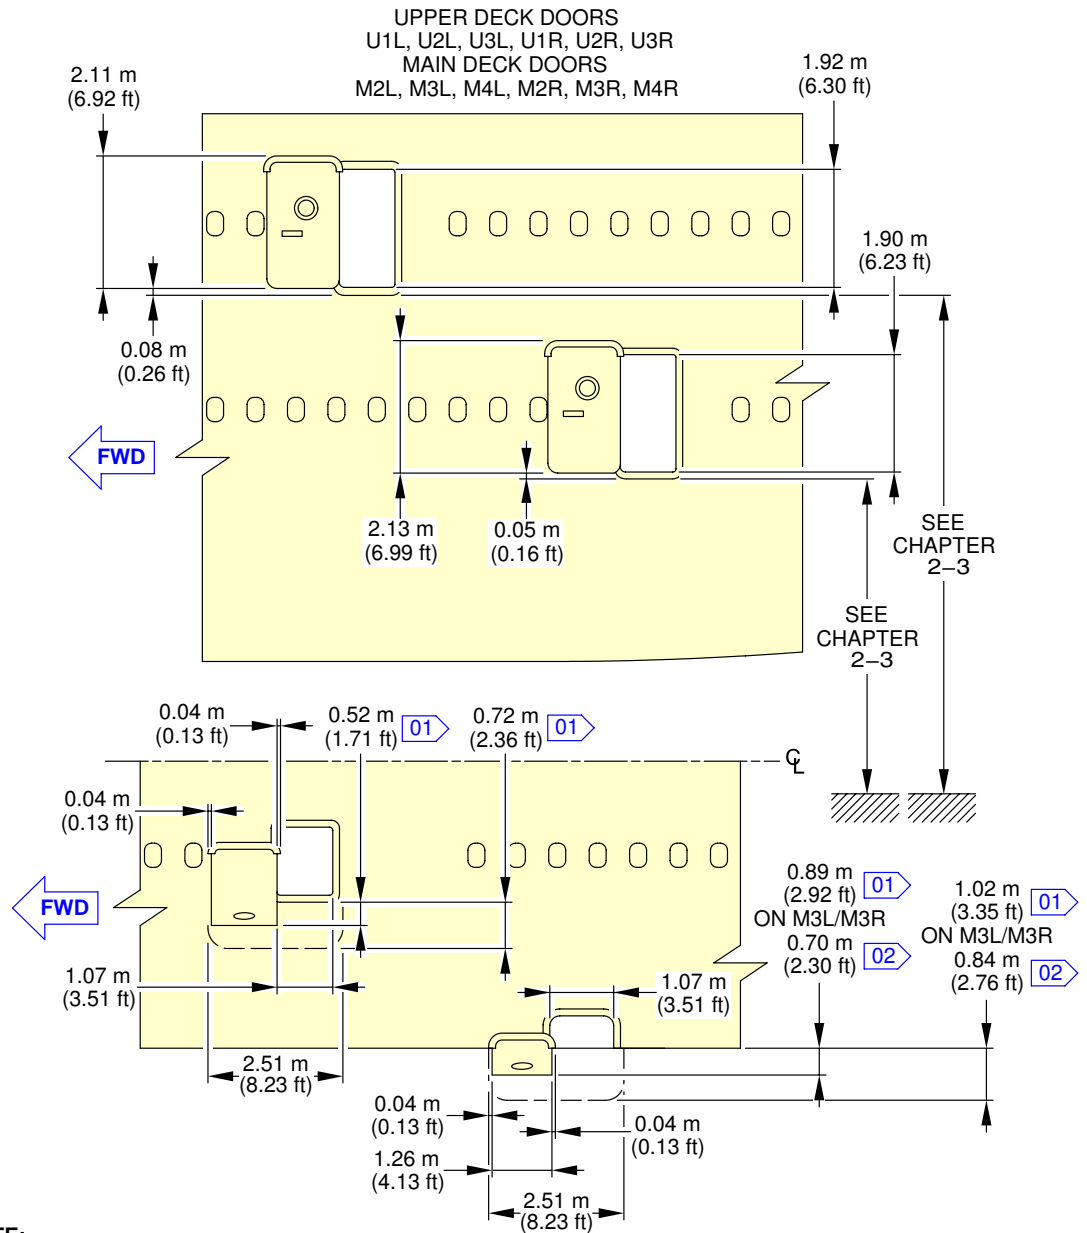 UPPER DECK DOORS
U1L, U2L, U3L, U1R, U2R, U3R
MAIN DECK DOORS
M2L, M3L, M4L, M2R, M3R, M4R
2.11 m
(6.92 ft)
1.92 m
(6.30 ft)
1.90 m
(6.23 ft)
0.08 m
(0.26 ft)
FWD
2.13 m
(6.99 ft)
0.05 m
(0.16 ft)
SEE
CHAPTER
2–3
SEE
CHAPTER
2–3
0.04 m
(0.13 ft)
0.52 m
(1.71 ft)
01
0.72 m
(2.36 ft)
01
CL
0.04 m
(0.13 ft)
FWD
0.89 m
(2.92 ft)
01
ON M3L/M3R
0.70 m
(2.30 ft)
02
1.02 m
(3.35 ft)
01
ON M3L/M3R
0.84 m
(2.76 ft)
02
1.07 m
(3.51 ft)
1.07 m
(3.51 ft)
2.51 m
(8.23 ft)
0.04 m
(0.13 ft)
0.04 m
(0.13 ft)
1.26 m
(4.13 ft)
2.51 m
(8.23 ft)